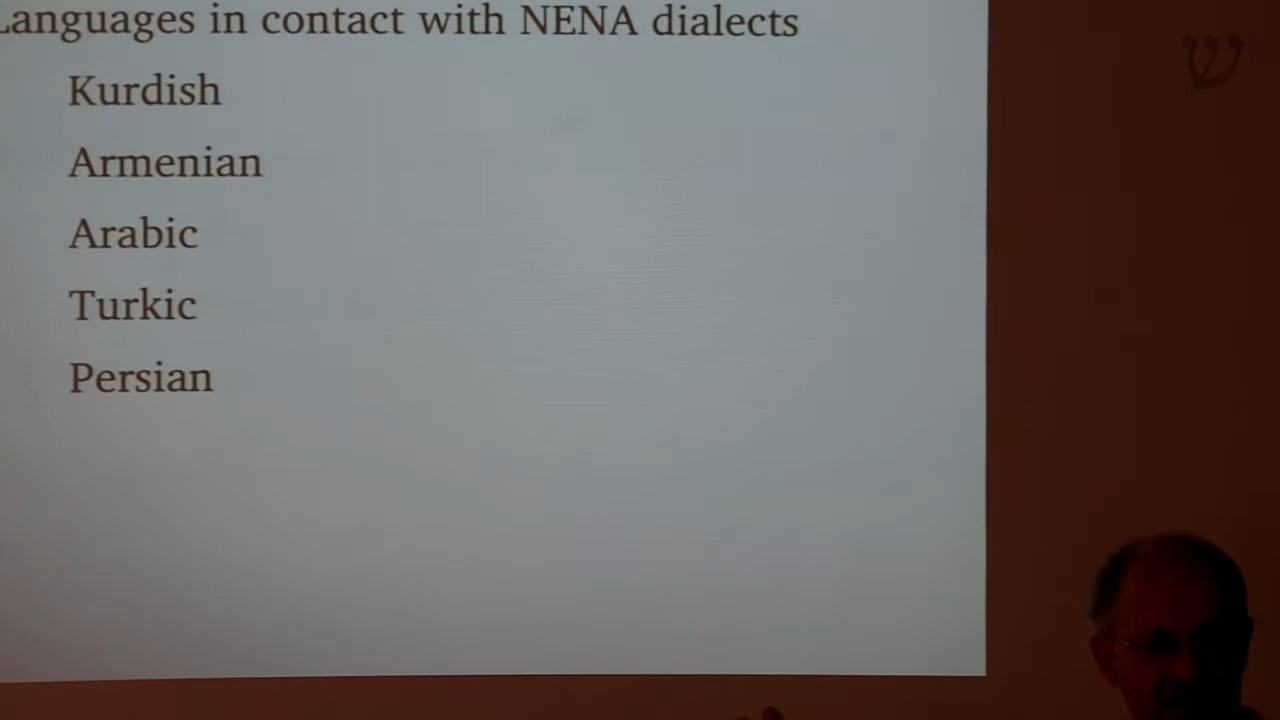 Languages in contact with NENA dialects
Kurdish
Armenian
Arabic
Turkic
Persian
ש